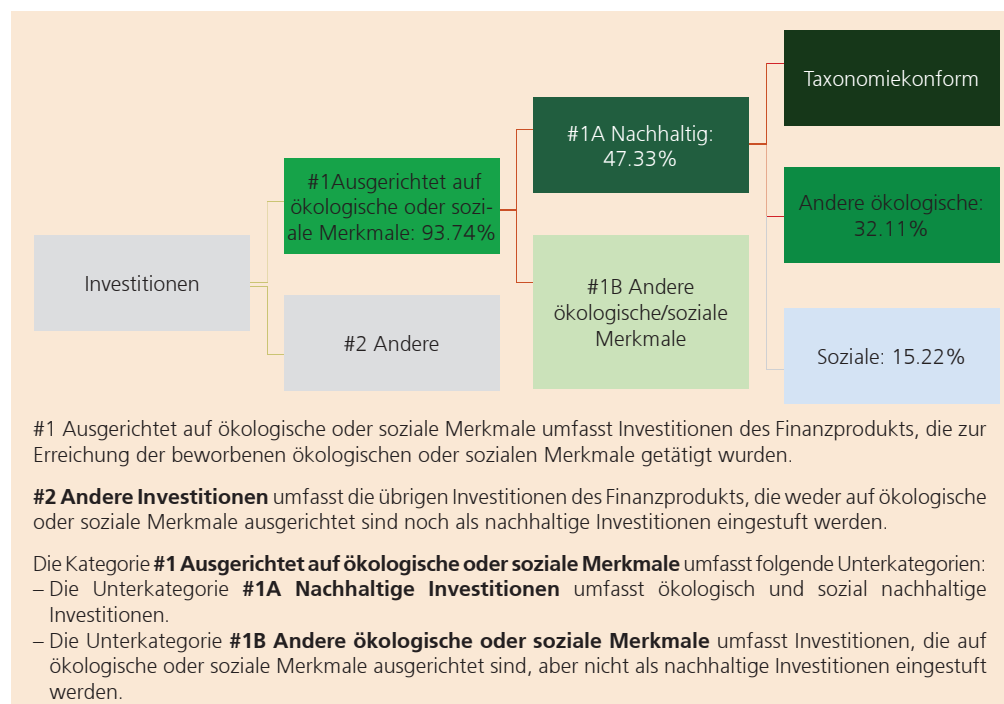 Taxonomiekonform
#1A Nachhaltig:
47.33%
#1Ausgerichtet auf
ökologische oder sozi-
ale Merkmale: 93.74%
Andere ökologische:
32.11%
Investitionen
#1B Andere
ökologische/soziale
Merkmale
#2 Andere
Soziale: 15.22%
#1 Ausgerichtet auf ökologische oder soziale Merkmale umfasst Investitionen des Finanzprodukts, die zur
Erreichung der beworbenen ökologischen oder sozialen Merkmale getätigt wurden.
#2 Andere Investitionen umfasst die übrigen Investitionen des Finanzprodukts, die weder auf ökologische
oder soziale Merkmale ausgerichtet sind noch als nachhaltige Investitionen eingestuft werden.
Die Kategorie #1 Ausgerichtet auf ökologische oder soziale Merkmale umfasst folgende Unterkategorien:
– Die Unterkategorie #1A Nachhaltige Investitionen umfasst ökologisch und sozial nachhaltige
Investitionen.
– Die Unterkategorie #1B Andere ökologische oder soziale Merkmale umfasst Investitionen, die auf
ökologische oder soziale Merkmale ausgerichtet sind, aber nicht als nachhaltige Investitionen eingestuft
werden.